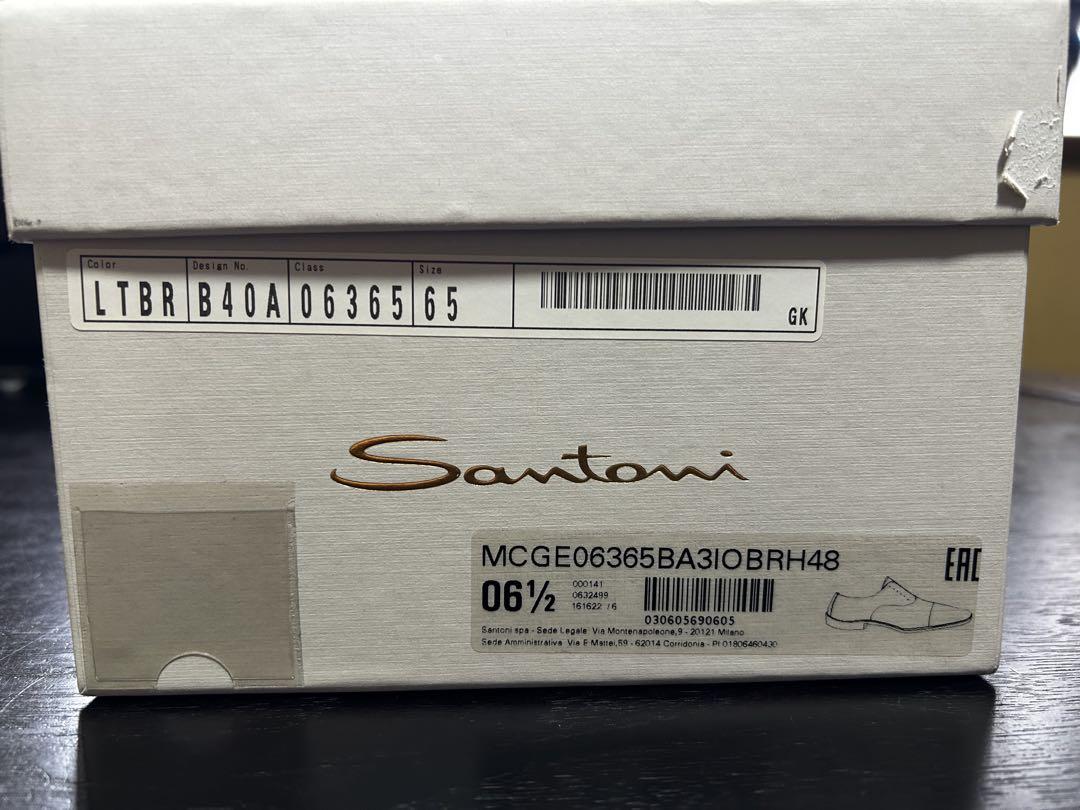 Color Design No. Class Size
LTBR B40A 06365 65
GK
Santoni
MCGE06365BA3IOBRH48
EAC
06½
000141
0632499
161622 /6
030605690605
Santoni spa - Sede Legale: Via Montenapoleone,9 - 20121 Milano
Sede Amministrativa: Via E.Mattei,59 - 62014 Corridonia - PI 01806460430